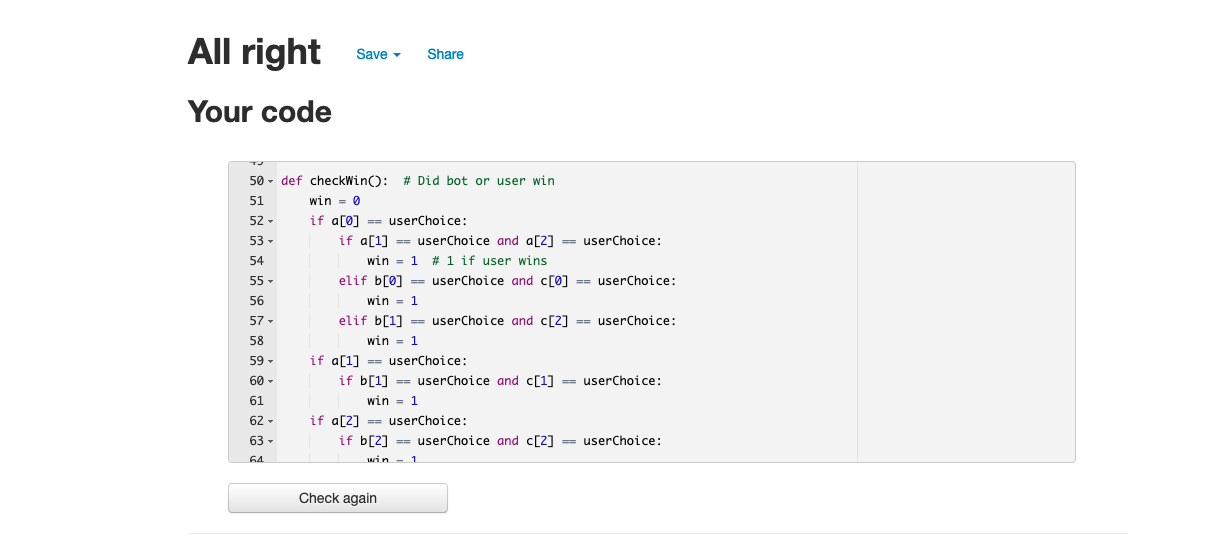 All right
Save
Share
Your code
49
50 def checkWin():  # Did bot or user win
51     win = 0
52     if a[0] == userChoice:
53         if a[1] == userChoice and a[2] == userChoice:
54             win = 1  # 1 if user wins
55         elif b[0] == userChoice and c[0] == userChoice:
56             win = 1
57         elif b[1] == userChoice and c[2] == userChoice:
58             win = 1
59     if a[1] == userChoice:
60         if b[1] == userChoice and c[1] == userChoice:
61             win = 1
62     if a[2] == userChoice:
63         if b[2] == userChoice and c[2] == userChoice:
64             win = 1
Check again